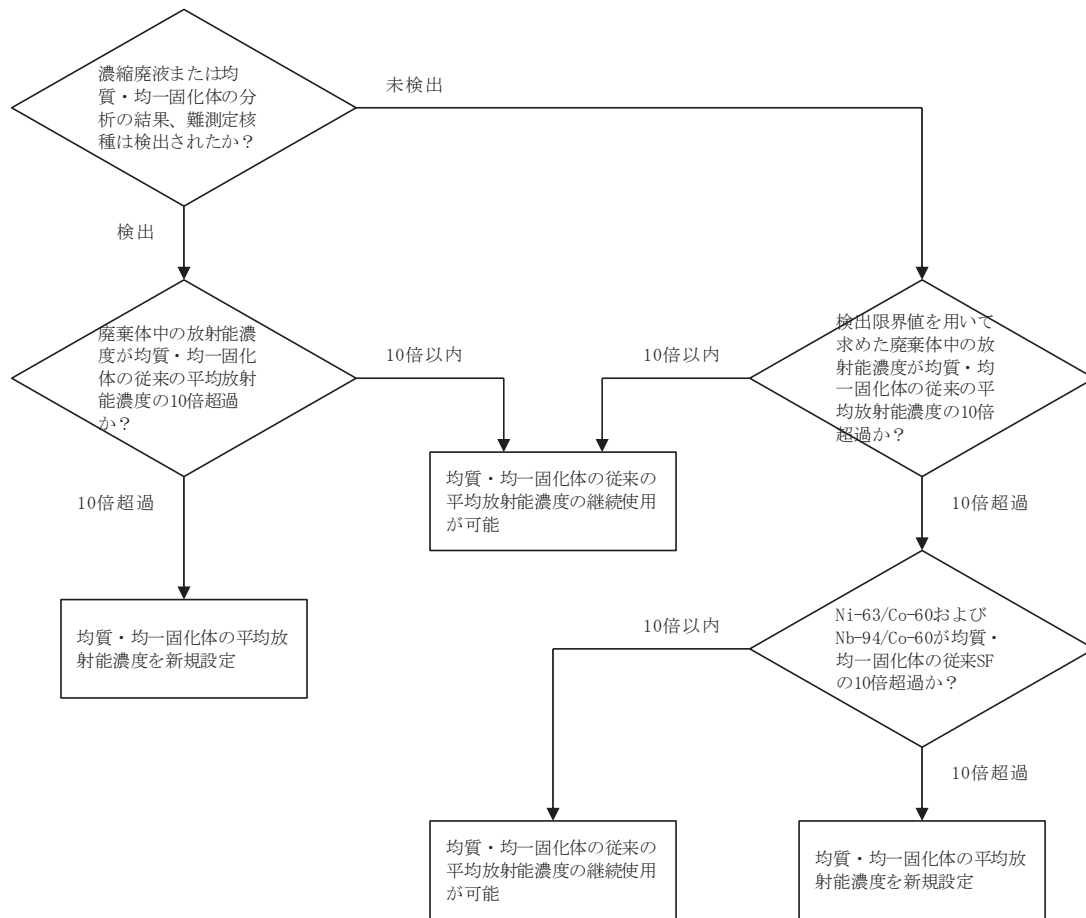 濃縮廃液または均
質・均一固化体の分
析の結果、難測定核
種は検出されたか？
未検出
検出
廃棄体中の放射能濃
度が均質・均一固化
体の従来の平均放射
能濃度の10倍超過
か？
10倍以内
10倍以内
検出限界値を用いて
求めた廃棄体中の放
射能濃度が均質・均
一固化体の従来の平
均放射能濃度の10倍
超過か？
均質・均一固化体の従来の
平均放射能濃度の継続使用
が可能
10倍超過
10倍超過
均質・均一固化体の平均放
射能濃度を新規設定
10倍以内
Ni-63/Co-60および
Nb-94/Co-60が均質・
均一固化体の従来SF
の10倍超過か？
10倍超過
均質・均一固化体の従来の
平均放射能濃度の継続使用
が可能
均質・均一固化体の平均放
射能濃度を新規設定